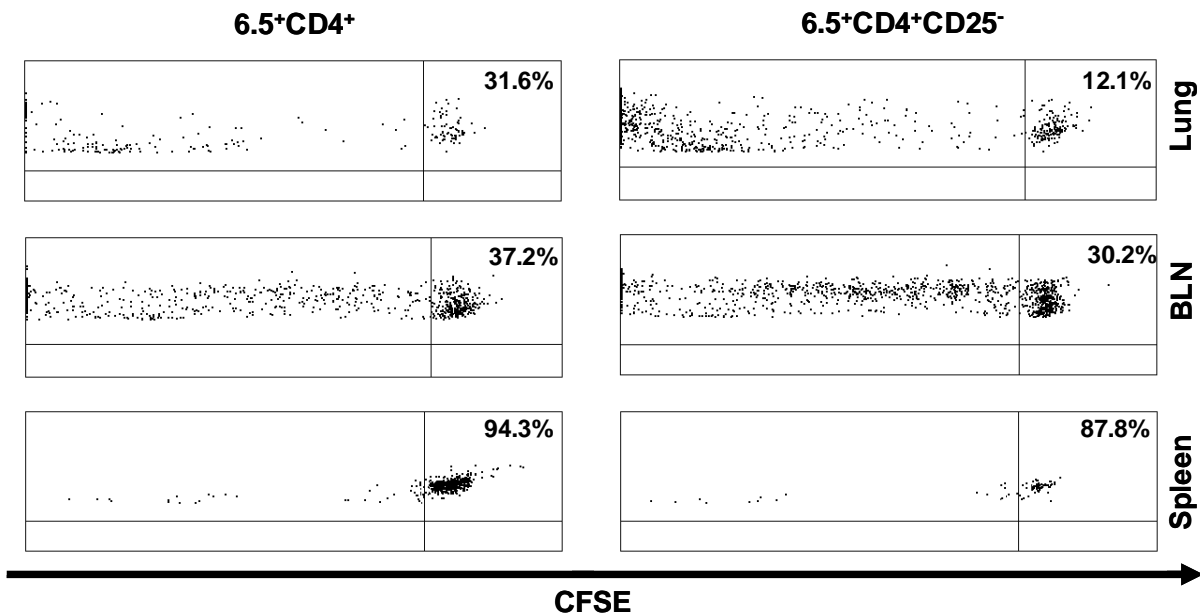 6.5⁺CD4⁺ 6.5⁺CD4⁺CD25⁻
31.6% 12.1% Lung
37.2% 30.2% BLN
94.3% 87.8% Spleen
CFSE